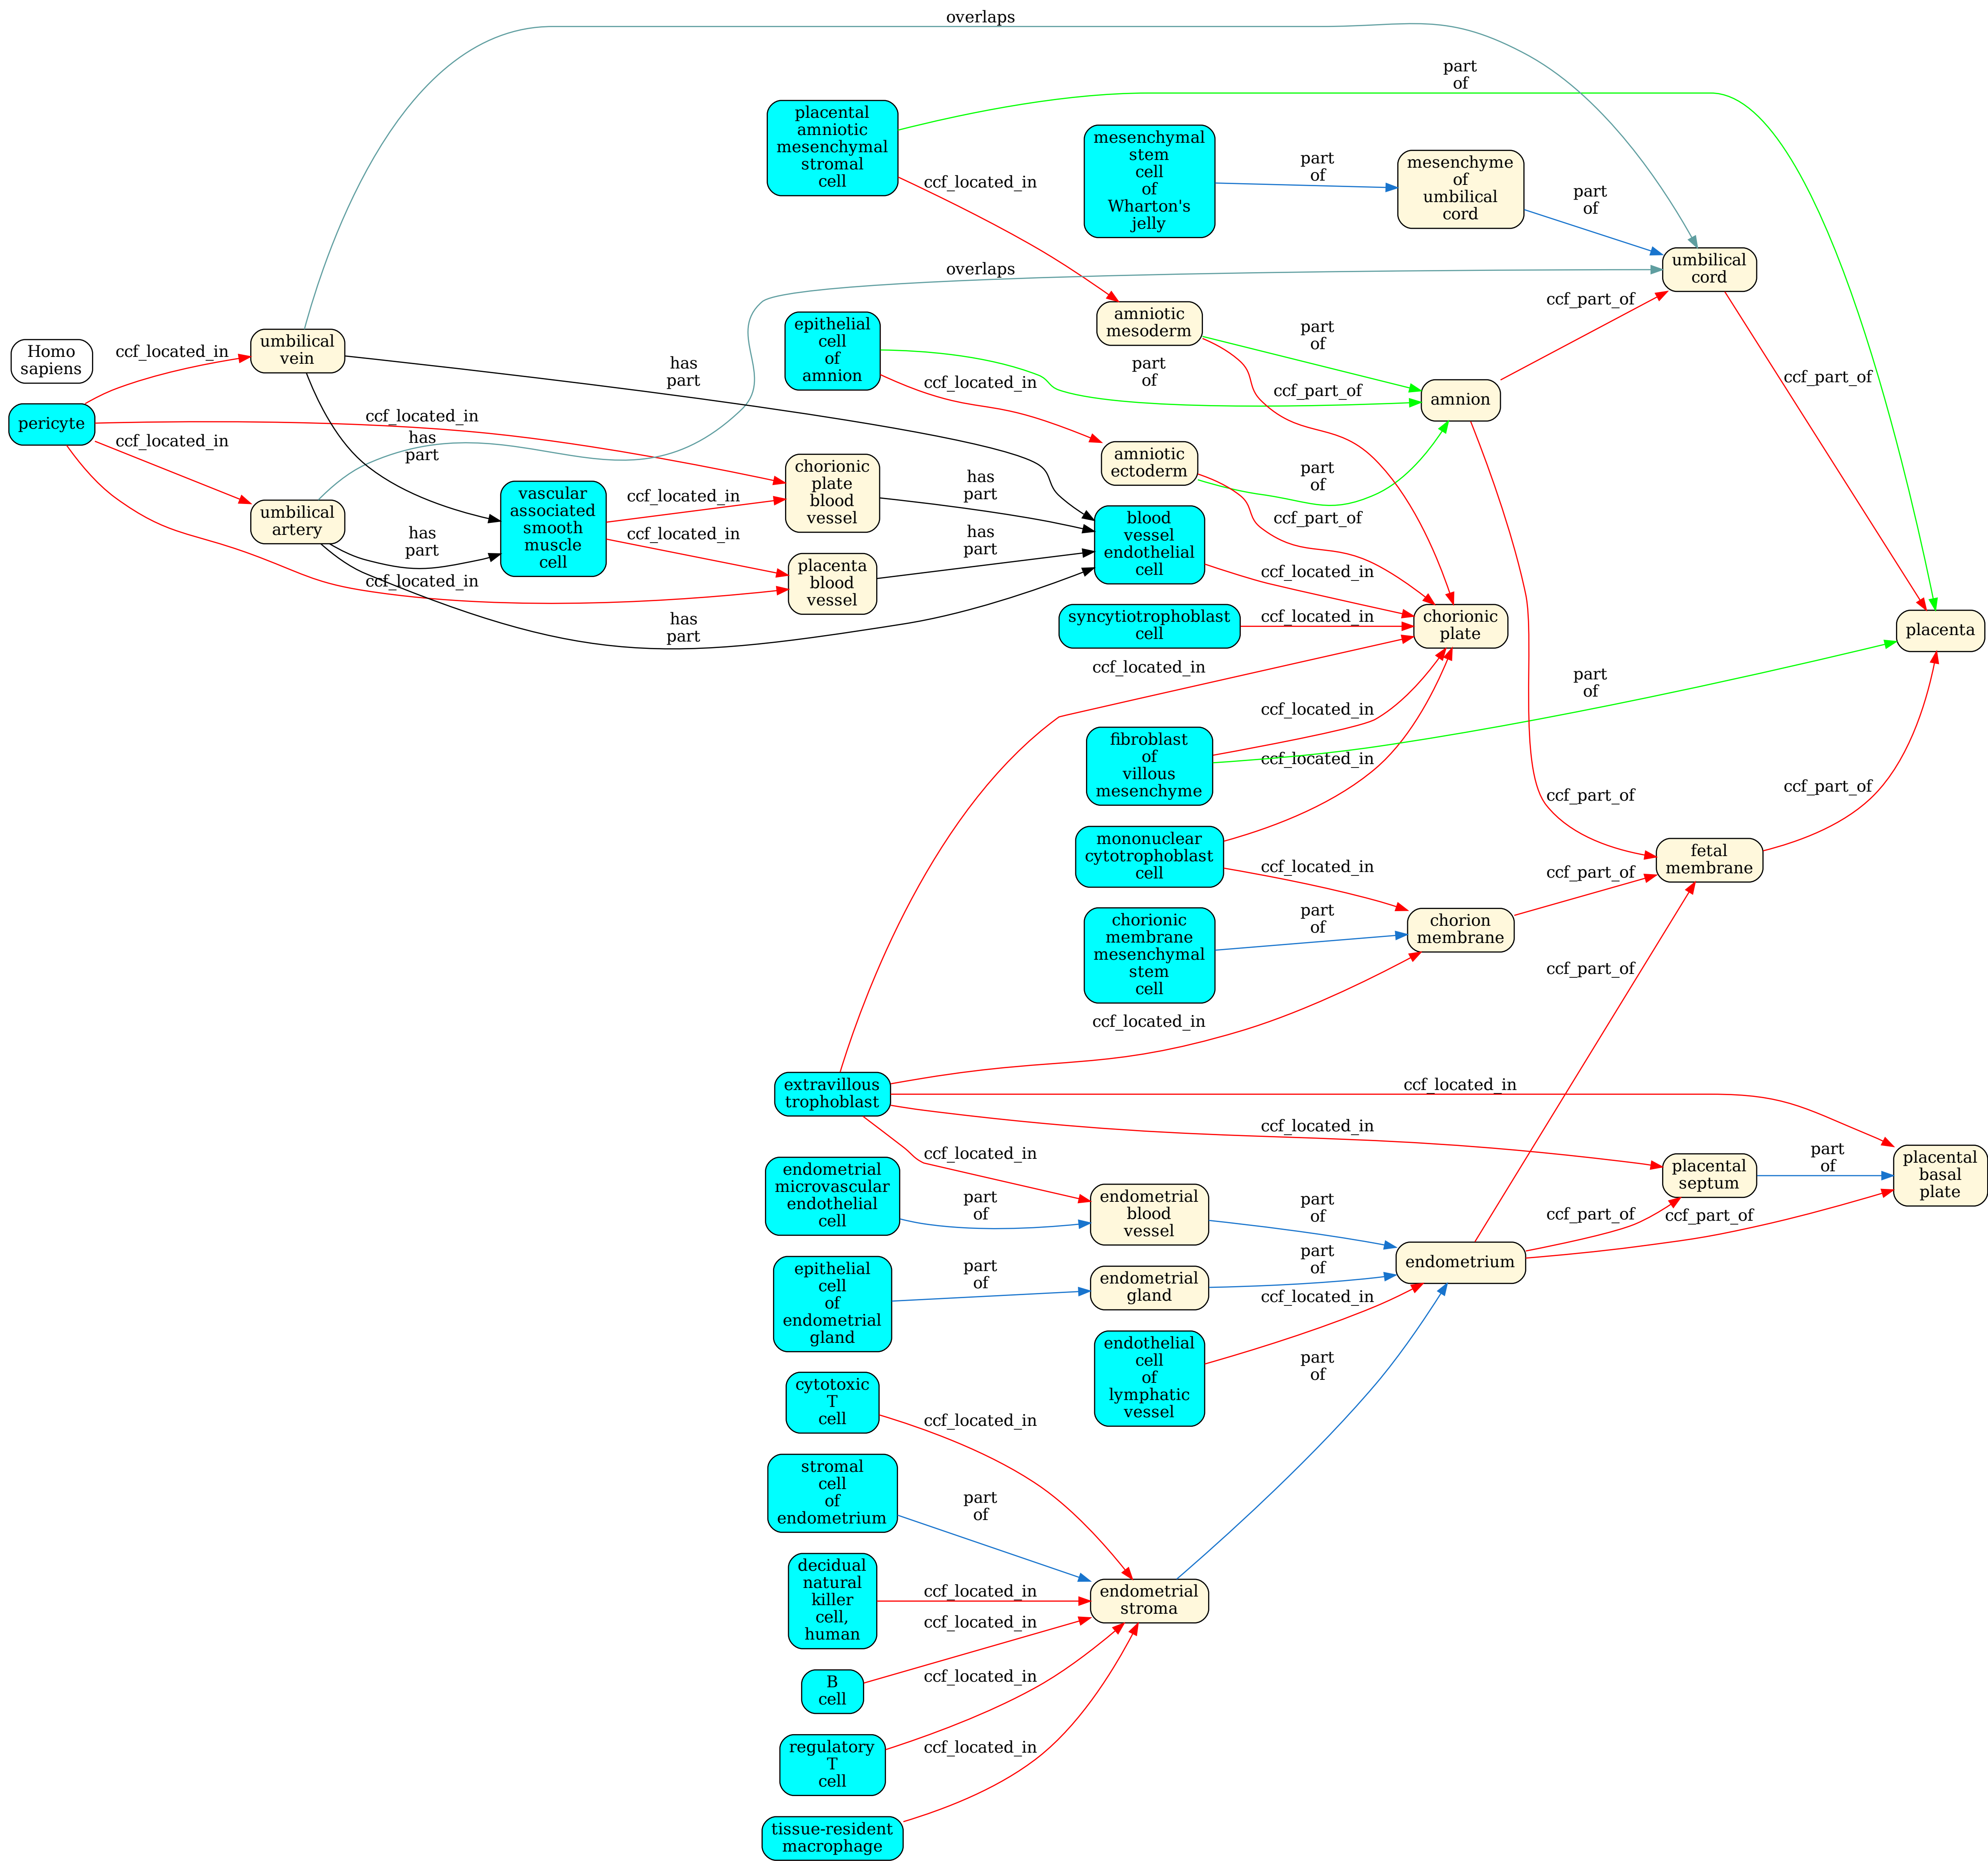 overlaps
part
of
placental
amniotic
mesenchymal
stromal
cell
mesenchymal
stem
cell
of
Wharton's
jelly
part
of
mesenchyme
of
umbilical
cord
part
of
ccf_located_in
umbilical
cord
overlaps
ccf_part_of
amniotic
mesoderm
part
of
epithelial
cell
of
amnion
part
of
ccf_located_in
ccf_part_of
amnion
ccf_part_of
Homo
sapiens
ccf_located_in
umbilical
vein
has
part
pericyte
ccf_located_in
ccf_located_in
has
part
amniotic
ectoderm
part
of
ccf_part_of
chorionic
plate
blood
vessel
has
part
umbilical
artery
has
part
vascular
associated
smooth
muscle
cell
ccf_located_in
ccf_located_in
placenta
blood
vessel
has
part
blood
vessel
endothelial
cell
ccf_located_in
ccf_located_in
has
part
syncytiotrophoblast
cell
ccf_located_in
chorionic
plate
placenta
ccf_located_in
part
of
fibroblast
of
villous
mesenchyme
ccf_located_in
ccf_located_in
ccf_part_of
ccf_part_of
mononuclear
cytotrophoblast
cell
ccf_located_in
ccf_part_of
fetal
membrane
chorionic
membrane
mesenchymal
stem
cell
part
of
chorion
membrane
ccf_part_of
ccf_located_in
extravillous
trophoblast
ccf_located_in
ccf_located_in
ccf_located_in
placental
septum
part
of
placental
basal
plate
endometrial
microvascular
endothelial
cell
part
of
endometrial
blood
vessel
part
of
ccf_part_of
ccf_part_of
epithelial
cell
of
endometrial
gland
part
of
endometrial
gland
part
of
endometrium
ccf_located_in
endothelial
cell
of
lymphatic
vessel
part
of
cytotoxic
T
cell
ccf_located_in
stromal
cell
of
endometrium
part
of
decidual
natural
killer
cell,
human
ccf_located_in
endometrial
stroma
ccf_located_in
B
cell
ccf_located_in
regulatory
T
cell
ccf_located_in
tissue-resident
macrophage